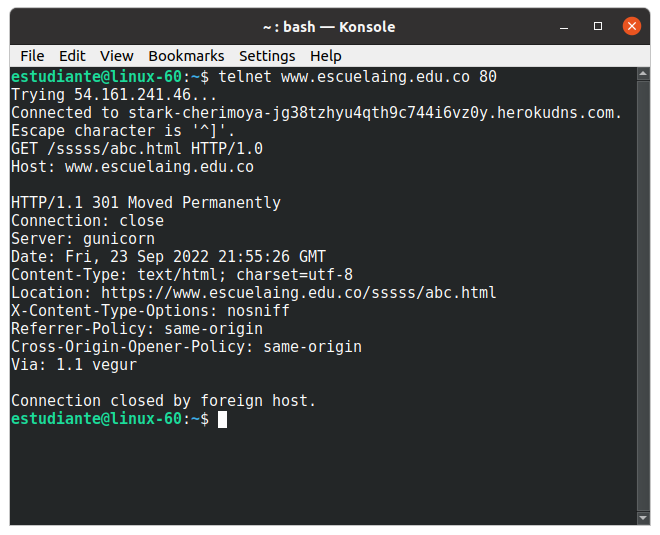 ~ : bash — Konsole
File Edit View Bookmarks Settings Help
estudiante@linux-60:~$ telnet www.escuelaing.edu.co 80
Trying 54.161.241.46...
Connected to stark-cherimoya-jg38tzhyu4qth9c744i6vz0y.herokudns.com.
Escape character is '^]'.
GET /sssss/abc.html HTTP/1.0
Host: www.escuelaing.edu.co

HTTP/1.1 301 Moved Permanently
Connection: close
Server: gunicorn
Date: Fri, 23 Sep 2022 21:55:26 GMT
Content-Type: text/html; charset=utf-8
Location: https://www.escuelaing.edu.co/sssss/abc.html
X-Content-Type-Options: nosniff
Referrer-Policy: same-origin
Cross-Origin-Opener-Policy: same-origin
Via: 1.1 vegur

Connection closed by foreign host.
estudiante@linux-60:~$